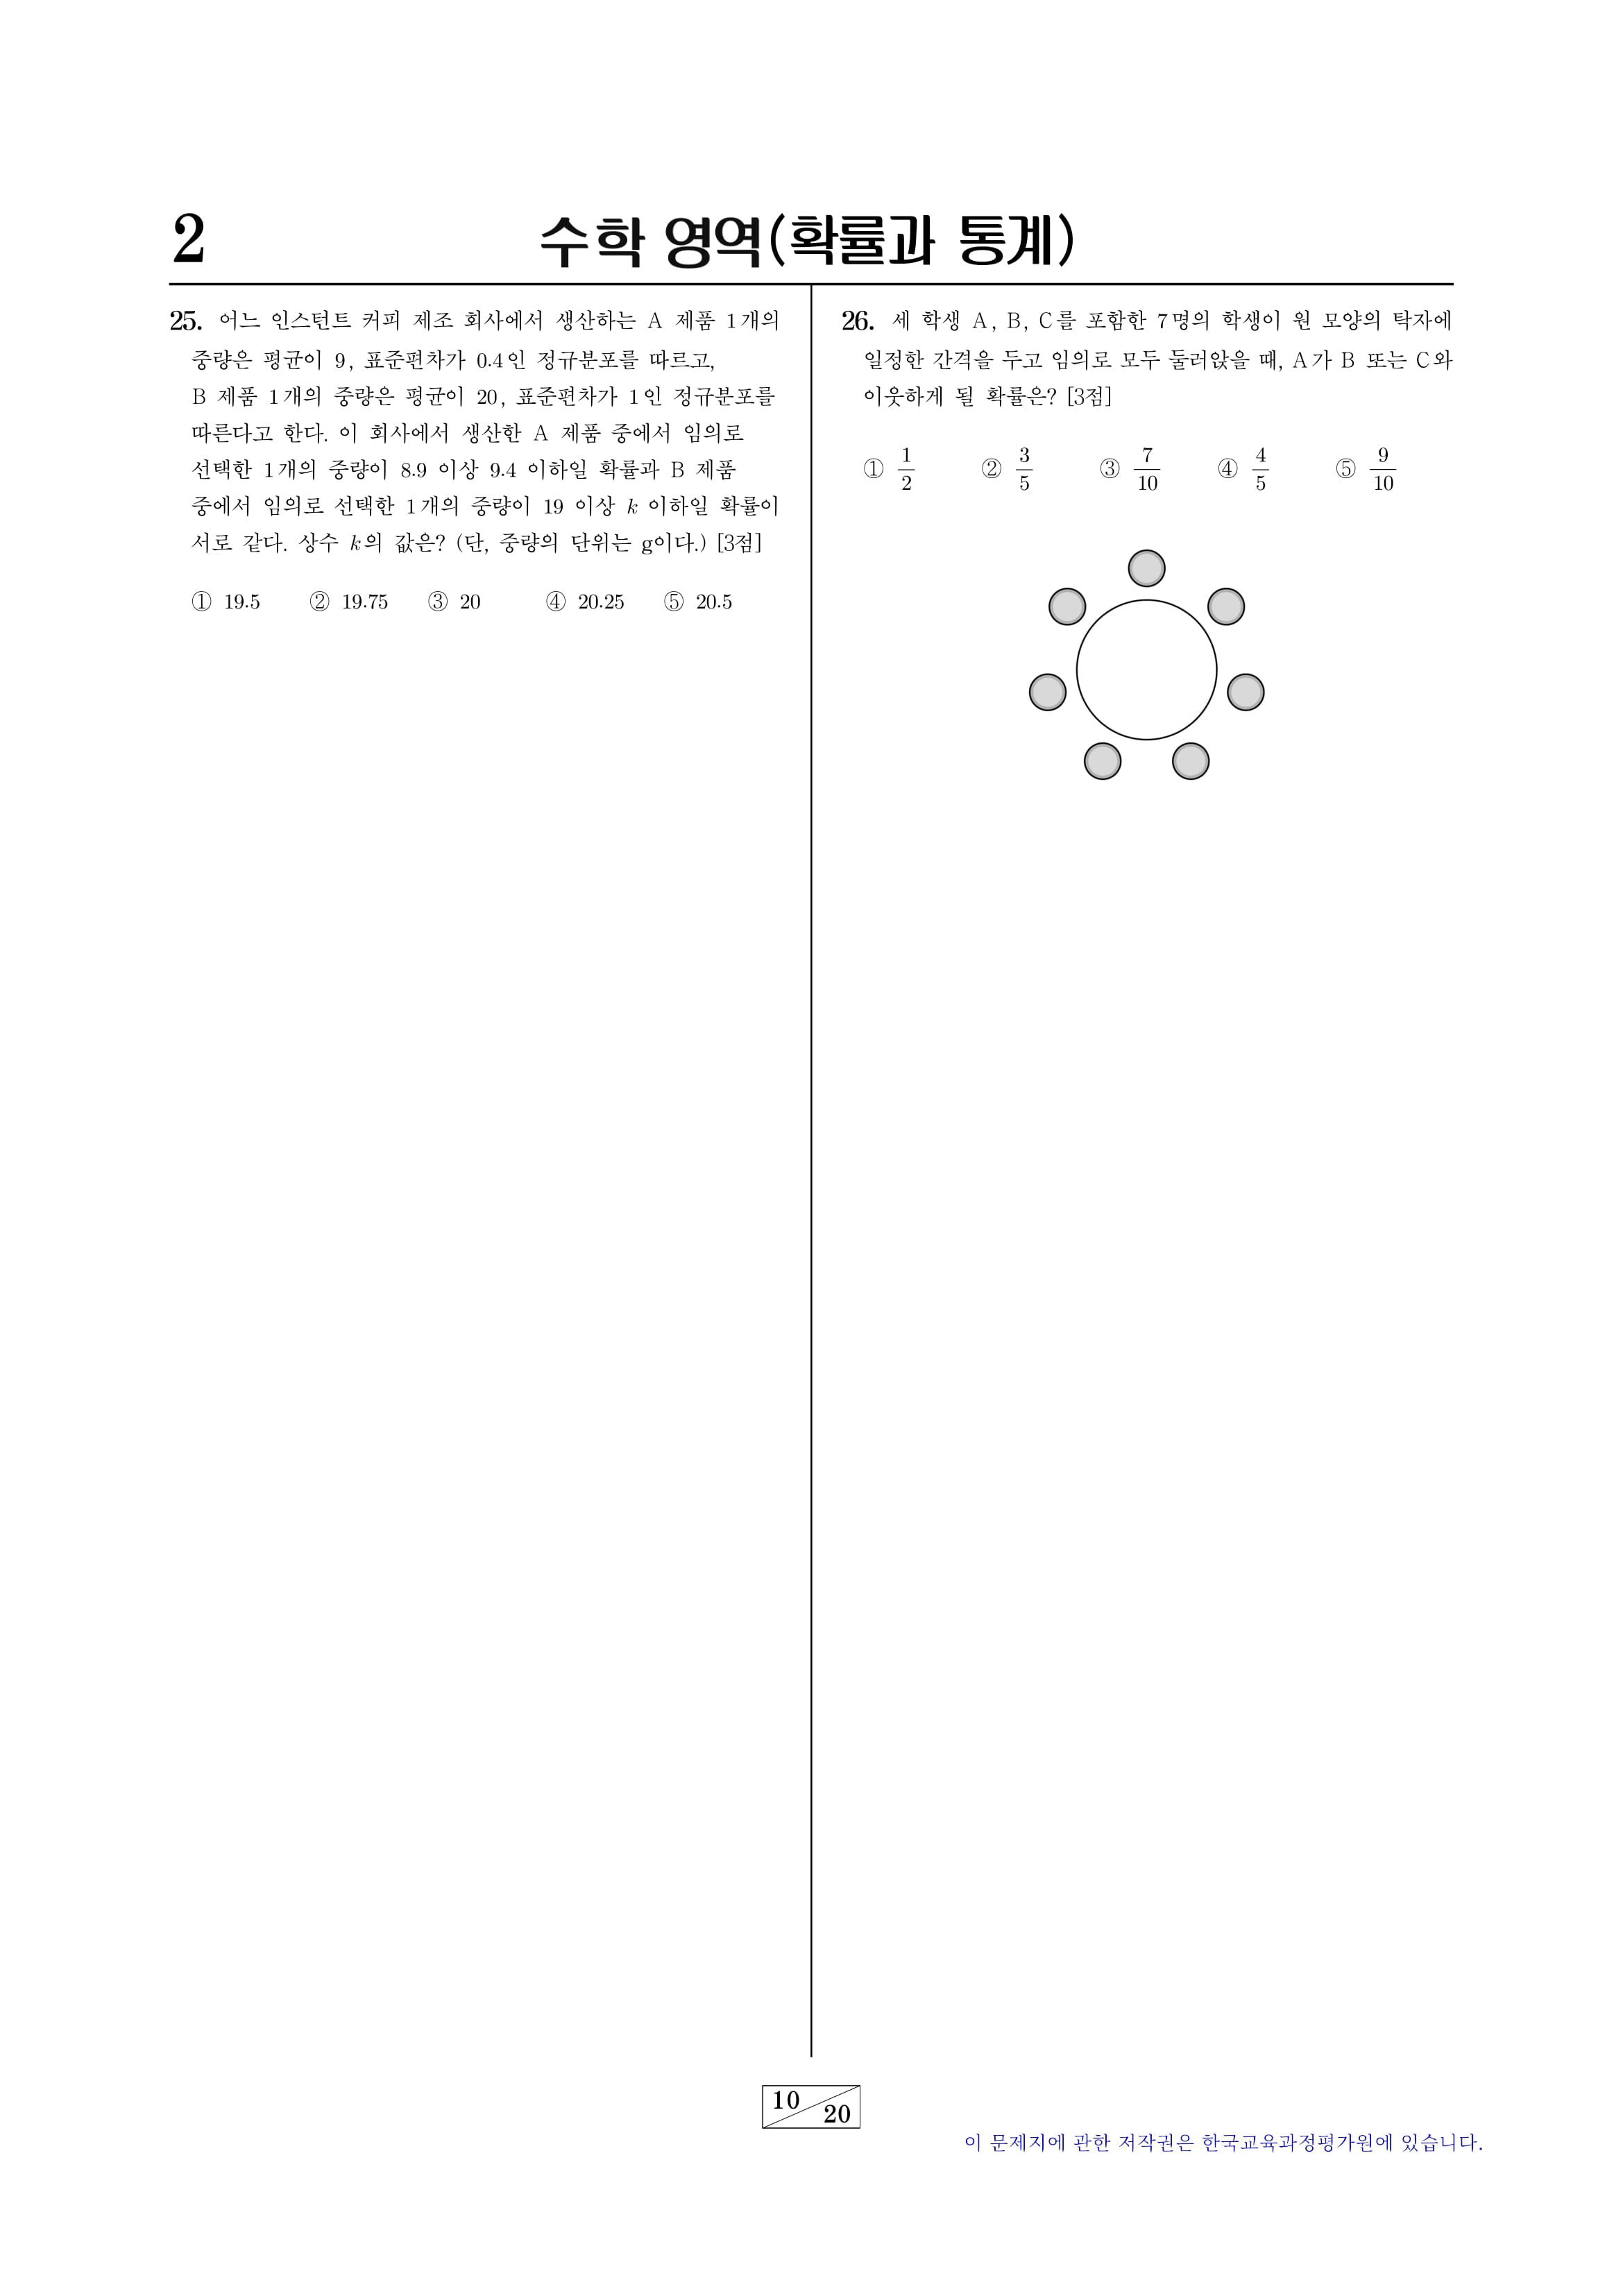 2
수학 영역(확률과 통계)
25. 어느 인스턴트 커피 제조 회사에서 생산하는 A 제품 1개의
중량은 평균이 9, 표준편차가 0.4인 정규분포를 따르고,
B 제품 1개의 중량은 평균이 20, 표준편차가 1인 정규분포를
따른다고 한다. 이 회사에서 생산한 A 제품 중에서 임의로
선택한 1개의 중량이 8.9 이상 9.4 이하일 확률과 B 제품
중에서 임의로 선택한 1개의 중량이 19 이상 k 이하일 확률이
서로 같다. 상수 k의 값은? (단, 중량의 단위는 g이다.) [3점]
① 19.5 ② 19.75 ③ 20 ④ 20.25 ⑤ 20.5
26. 세 학생 A, B, C를 포함한 7명의 학생이 원 모양의 탁자에
일정한 간격을 두고 임의로 모두 둘러앉을 때, A가 B 또는 C와
이웃하게 될 확률은? [3점]
① 1/2 ② 3/5 ③ 7/10 ④ 4/5 ⑤ 9/10
10
20
이 문제지에 관한 저작권은 한국교육과정평가원에 있습니다.